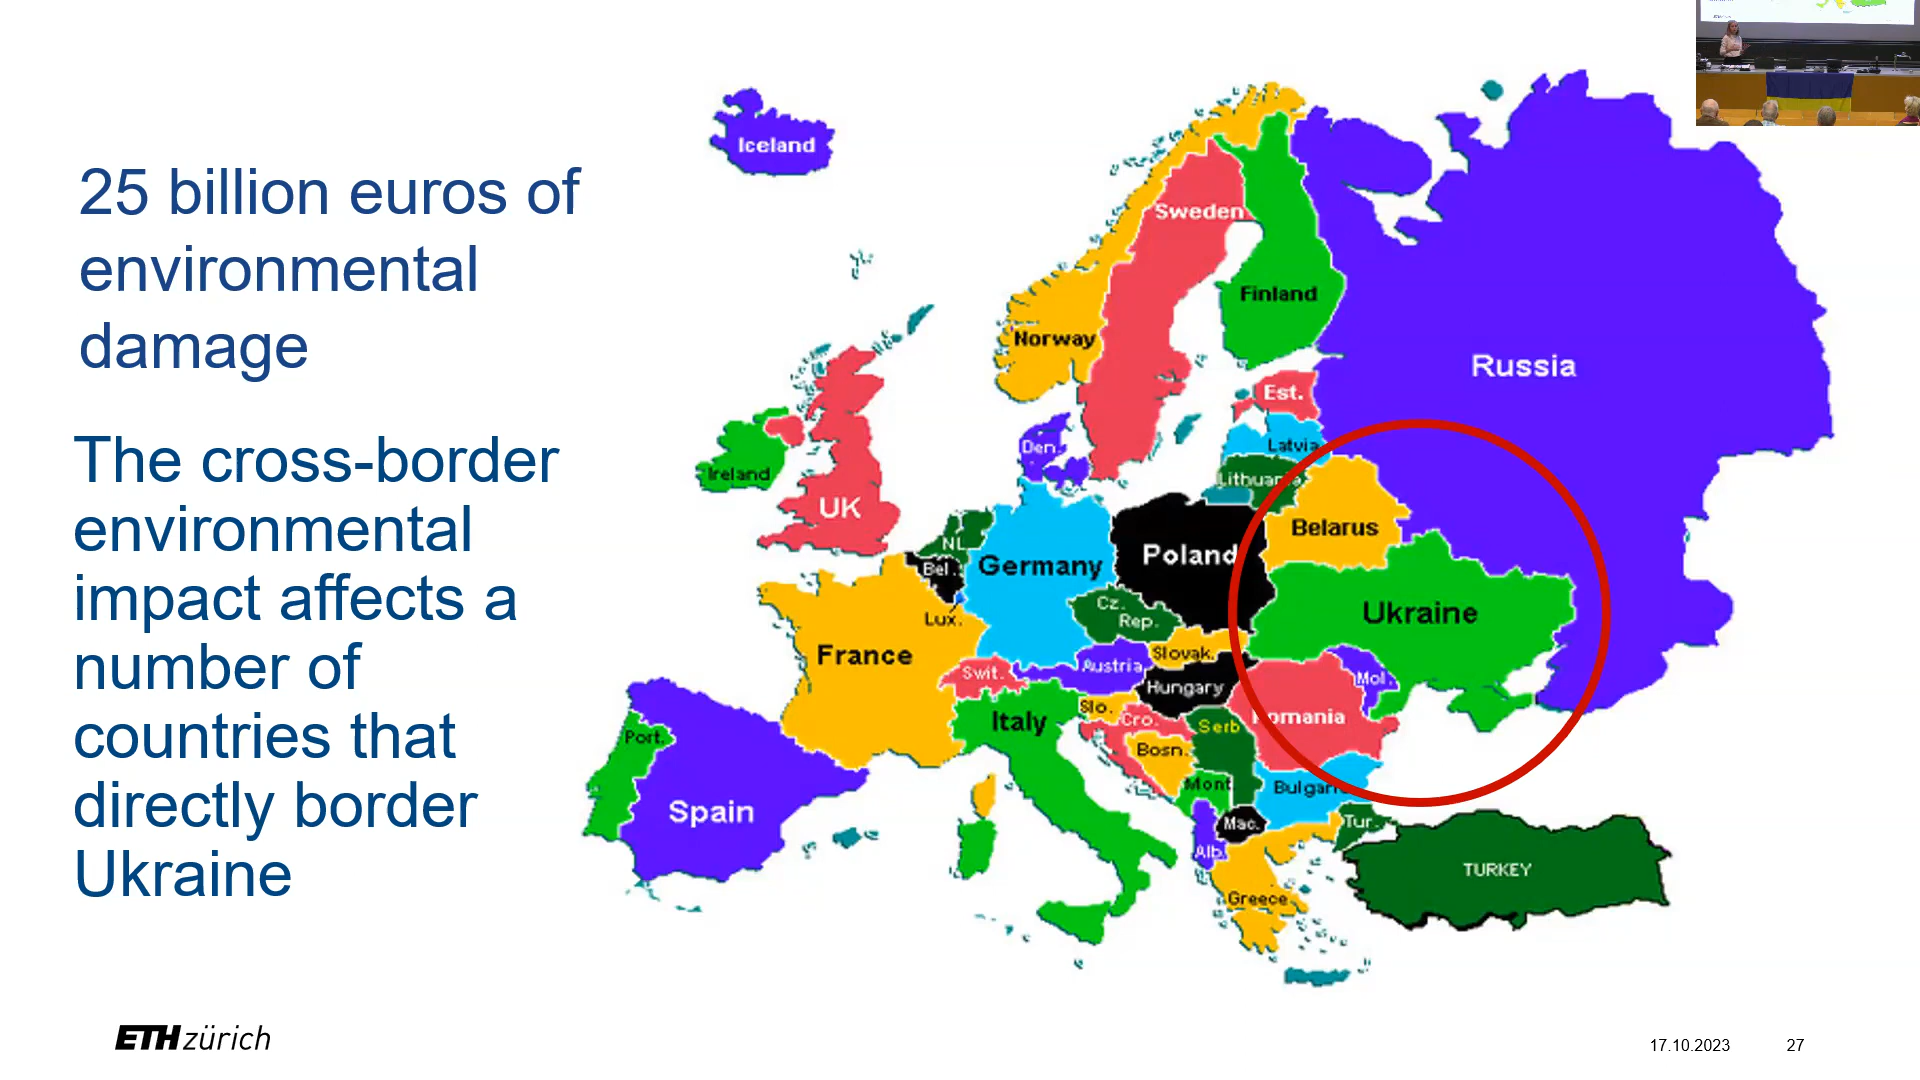 25 billion euros of
environmental
damage
The cross-border
environmental
impact affects a
number of
countries that
directly border
Ukraine
Iceland
Sweden
Finland
Norway
Russia
Est.
Latvia
Den.
Ireland
Lithuania
UK
Belarus
NL
Poland
Germany
Bel.
Cz.
Rep.
Ukraine
Lux.
France
Slovak.
Austria
Swit.
Mol.
Hungary
Slo.
Cro.
Romania
Italy
Serb
Port.
Bosn.
Mont
Bulgari
Spain
Mac.
Tur.
Alb.
TURKEY
Greece
ETH zürich
17.10.2023 27